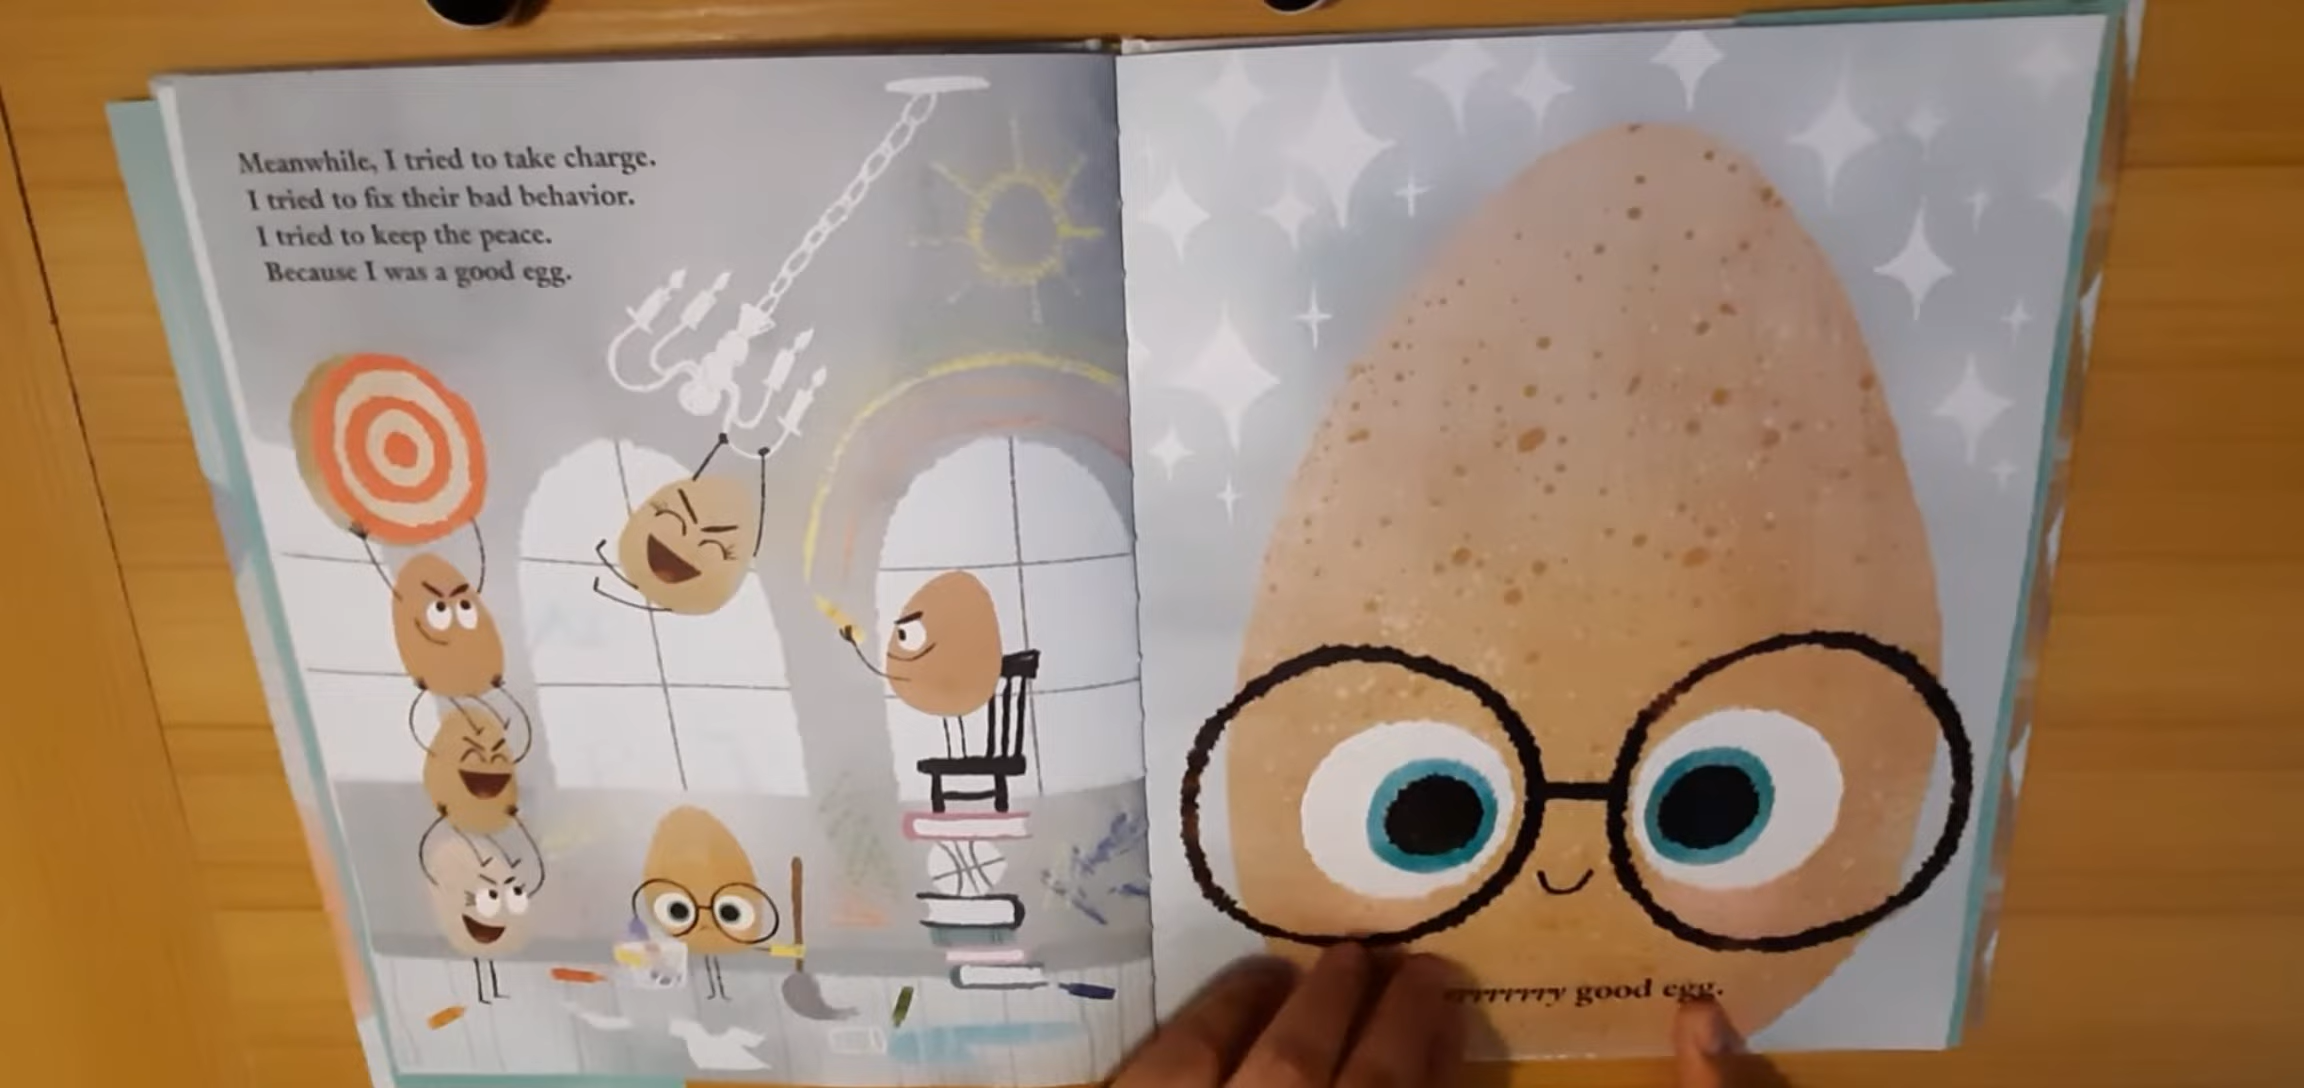 Meanwhile, I tried to take charge.
I tried to fix their bad behavior.
I tried to keep the peace.
Because I was a good egg.
good egg.